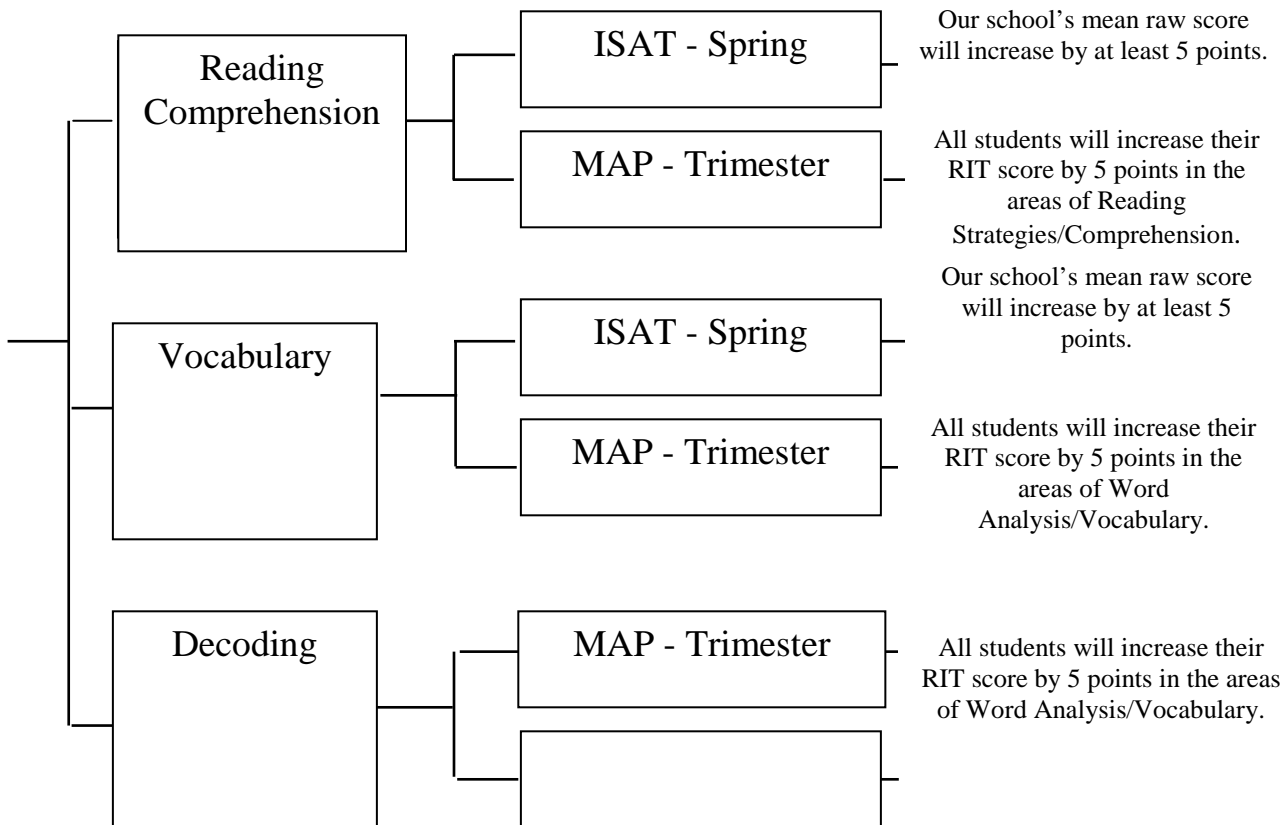 Reading
Comprehension
ISAT - Spring
Our school’s mean raw score
will increase by at least 5 points.
MAP - Trimester
All students will increase their
RIT score by 5 points in the
areas of Reading
Strategies/Comprehension.
Vocabulary
ISAT - Spring
Our school’s mean raw score
will increase by at least 5
points.
MAP - Trimester
All students will increase their
RIT score by 5 points in the
areas of Word
Analysis/Vocabulary.
Decoding
MAP - Trimester
All students will increase their
RIT score by 5 points in the areas
of Word Analysis/Vocabulary.